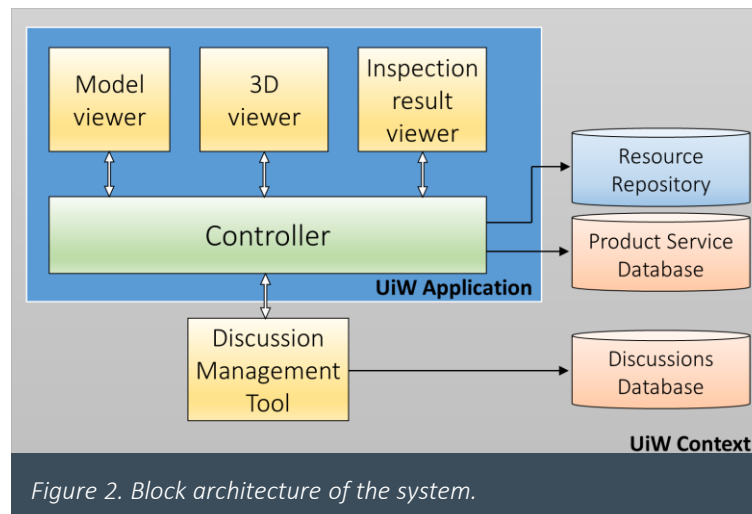 Model
viewer
3D
viewer
Inspection
result
viewer
Resource
Repository
Controller
Product Service
Database
UiW Application
Discussion
Management
Tool
Discussions
Database
UiW Context
Figure 2. Block architecture of the system.